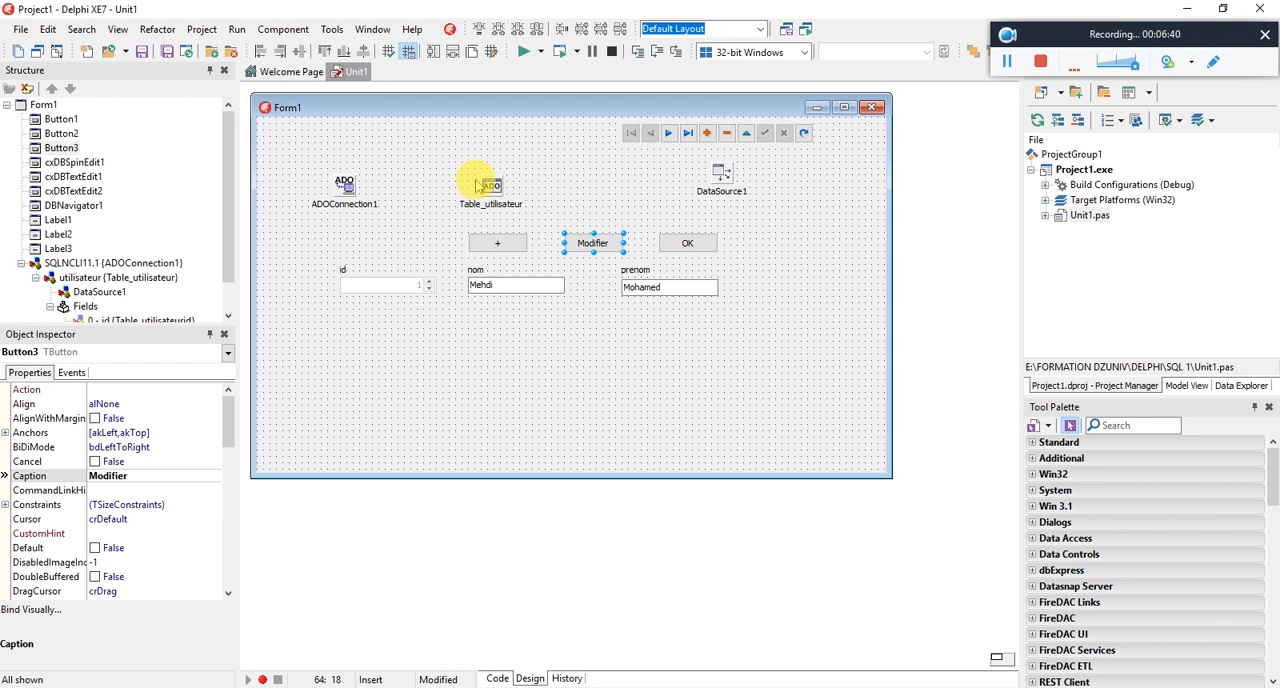 Project1 - Delphi XE7 - Unit1
Recording... 00:06:40
File Edit Search View Refactor Project Run Component Tools Window Help
Default Layout
32-bit Windows
Structure
Welcome Page Unit1
Form1
Button1
Button2
Button3
cxDBSpinEdit1
cxDBTextEdit1
cxDBTextEdit2
DBNavigator1
Label1
Label2
Label3
SQLNCLI11.1 {ADOConnection1}
utilisateur {Table_utilisateur}
DataSource1
Fields
0 - id {Table_utilisateurid}
Form1
ADO
ADO
ADOConnection1
Table_utilisateur
DataSource1
+
Modifier
OK
id
nom
prenom
1
Mehdi
Mohamed
Object Inspector
Button3 TButton
Properties Events
Action
Align alNone
AlignWithMargin False
Anchors [akLeft,akTop]
BiDiMode bdLeftToRight
Cancel False
Caption Modifier
CommandLinkHi
Constraints (TSizeConstraints)
Cursor crDefault
CustomHint
Default False
DisabledImageInd -1
DoubleBuffered False
DragCursor crDrag
Bind Visually...
Caption
All shown
64: 18 Insert Modified
Code Design History
File
ProjectGroup1
Project1.exe
Build Configurations (Debug)
Target Platforms (Win32)
Unit1.pas
E:\FORMATION DZUNIV\DELPHI\SQL 1\Unit1.pas
Project1.dproj - Project Manager Model View Data Explorer
Tool Palette
Search
Standard
Additional
Win32
System
Win 3.1
Dialogs
Data Access
Data Controls
dbExpress
Datasnap Server
FireDAC Links
FireDAC
FireDAC UI
FireDAC Services
FireDAC ETL
REST Client